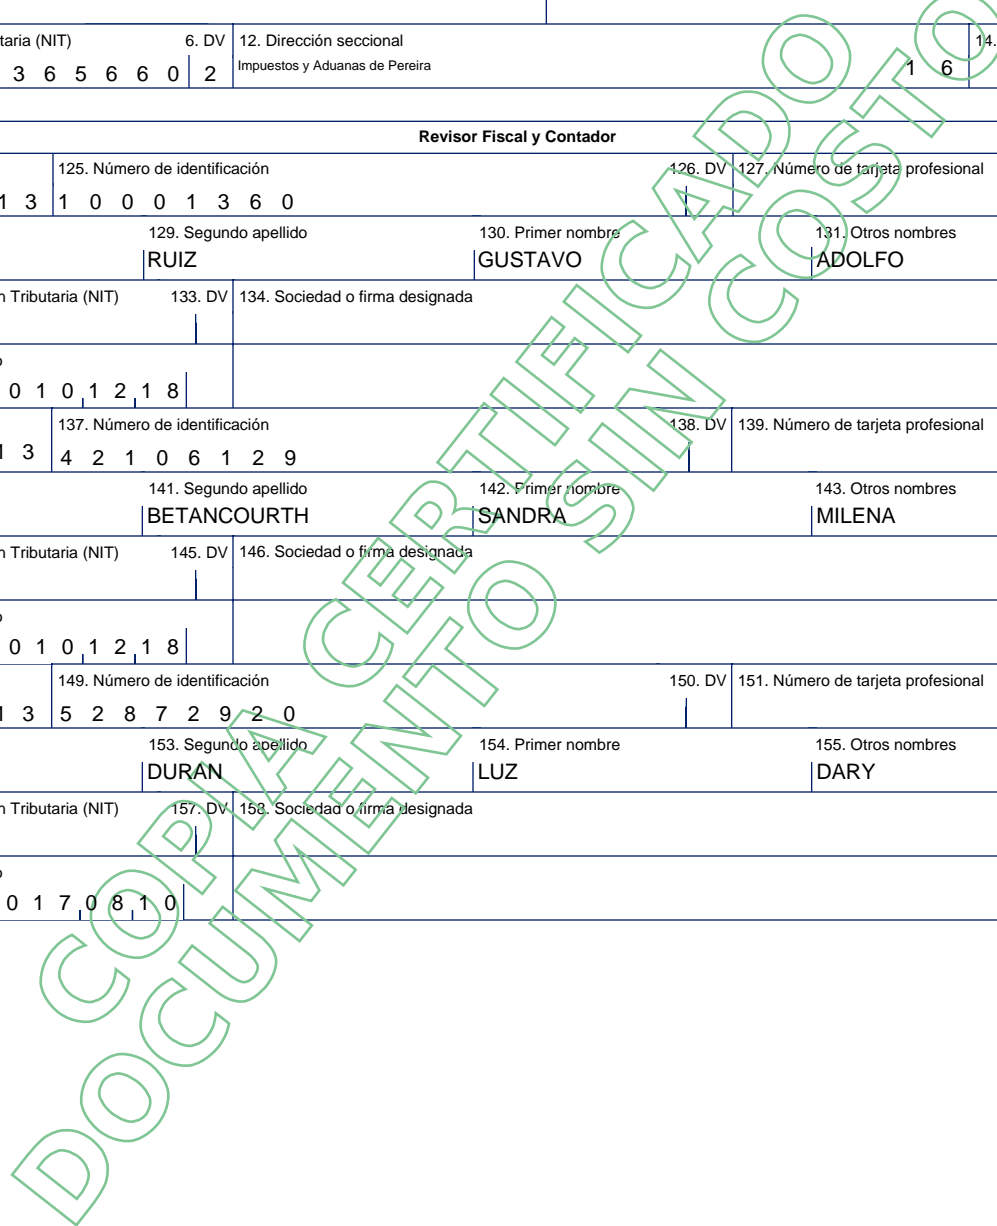 taria (NIT) 6. DV 12. Dirección seccional 14.
3 6 5 6 6 0 2 Impuestos y Aduanas de Pereira 1 6
Revisor Fiscal y Contador
125. Número de identificación 126. DV 127. Número de tarjeta profesional
1 3 1 0 0 0 1 3 6 0
129. Segundo apellido 130. Primer nombre 131. Otros nombres
RUIZ GUSTAVO ADOLFO
n Tributaria (NIT) 133. DV 134. Sociedad o firma designada
o
0 1 0 1 2 1 8
137. Número de identificación 138. DV 139. Número de tarjeta profesional
1 3 4 2 1 0 6 1 2 9
141. Segundo apellido 142. Primer nombre 143. Otros nombres
BETANCOURTH SANDRA MILENA
n Tributaria (NIT) 145. DV 146. Sociedad o firma designada
o
0 1 0 1 2 1 8
149. Número de identificación 150. DV 151. Número de tarjeta profesional
1 3 5 2 8 7 2 9 2 0
153. Segundo apellido 154. Primer nombre 155. Otros nombres
DURAN LUZ DARY
n Tributaria (NIT) 157. DV 158. Sociedad o firma designada
o
0 1 7 0 8 1 0
COPIA CERTIFICADO
DOCUMENTO SIN COSTO